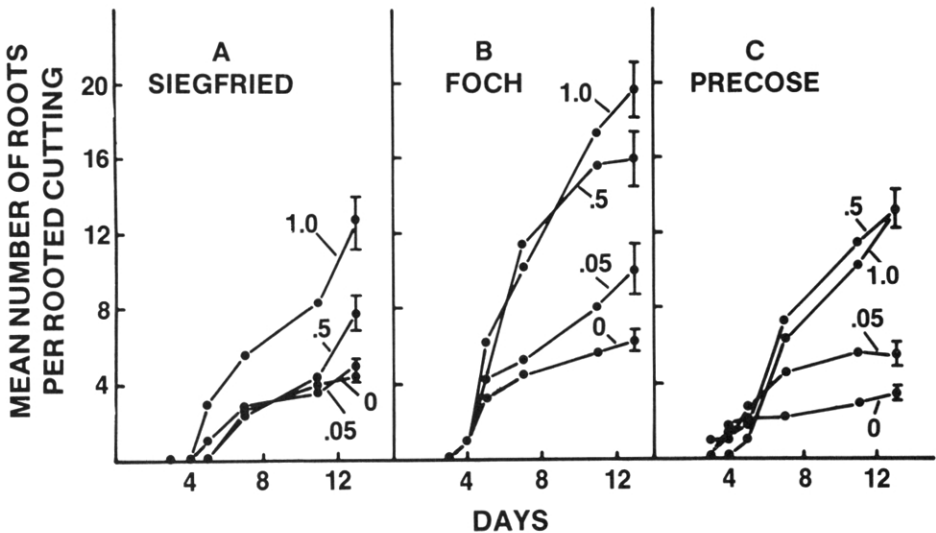 MEAN NUMBER OF ROOTS
PER ROOTED CUTTING
20
16
12
8
4
A
SIEGFRIED
1.0
.5
0
.05
4
8
12
B
FOCH
1.0
.5
.05
0
4
8
12
C
PRECOSE
.5
1.0
.05
0
4
8
12
DAYS